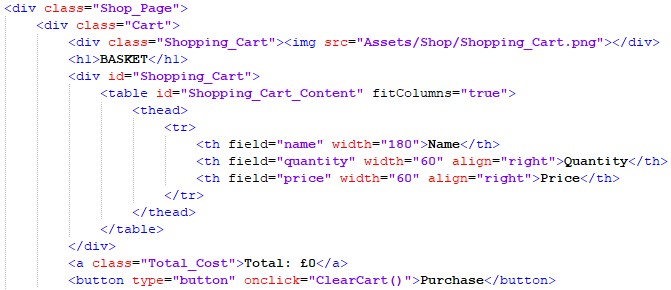 <div class="Shop_Page">
<div class="Cart">
<div class="Shopping_Cart"><img src="Assets/Shop/Shopping_Cart.png"></div>
<h1>BASKET</h1>
<div id="Shopping_Cart">
<table id="Shopping_Cart_Content" fitColumns="true">
<thead>
<tr>
<th field="name" width="180">Name</th>
<th field="quantity" width="60" align="right">Quantity</th>
<th field="price" width="60" align="right">Price</th>
</tr>
</thead>
</table>
</div>
<a class="Total_Cost">Total: £0</a>
<button type="button" onclick="ClearCart()">Purchase</button>